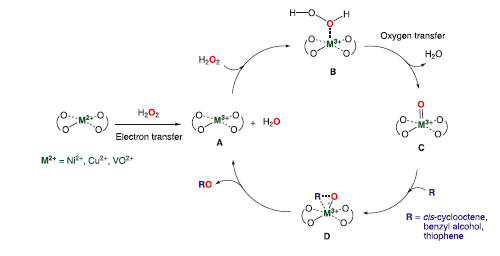 H–O H
O
O O
M³⁺
O O
B
Oxygen transfer
H₂O
H₂O₂
O O
M²⁺
O O
H₂O₂
Electron transfer
O O
M³⁺
O O
+ H₂O
A
O
O O
M³⁺
O O
C
M²⁺ = Ni²⁺, Cu²⁺, VO²⁺
RO
R
R O
O O
M³⁺
O O
D
R = cis-cyclooctene,
benzyl alcohol,
thiophene